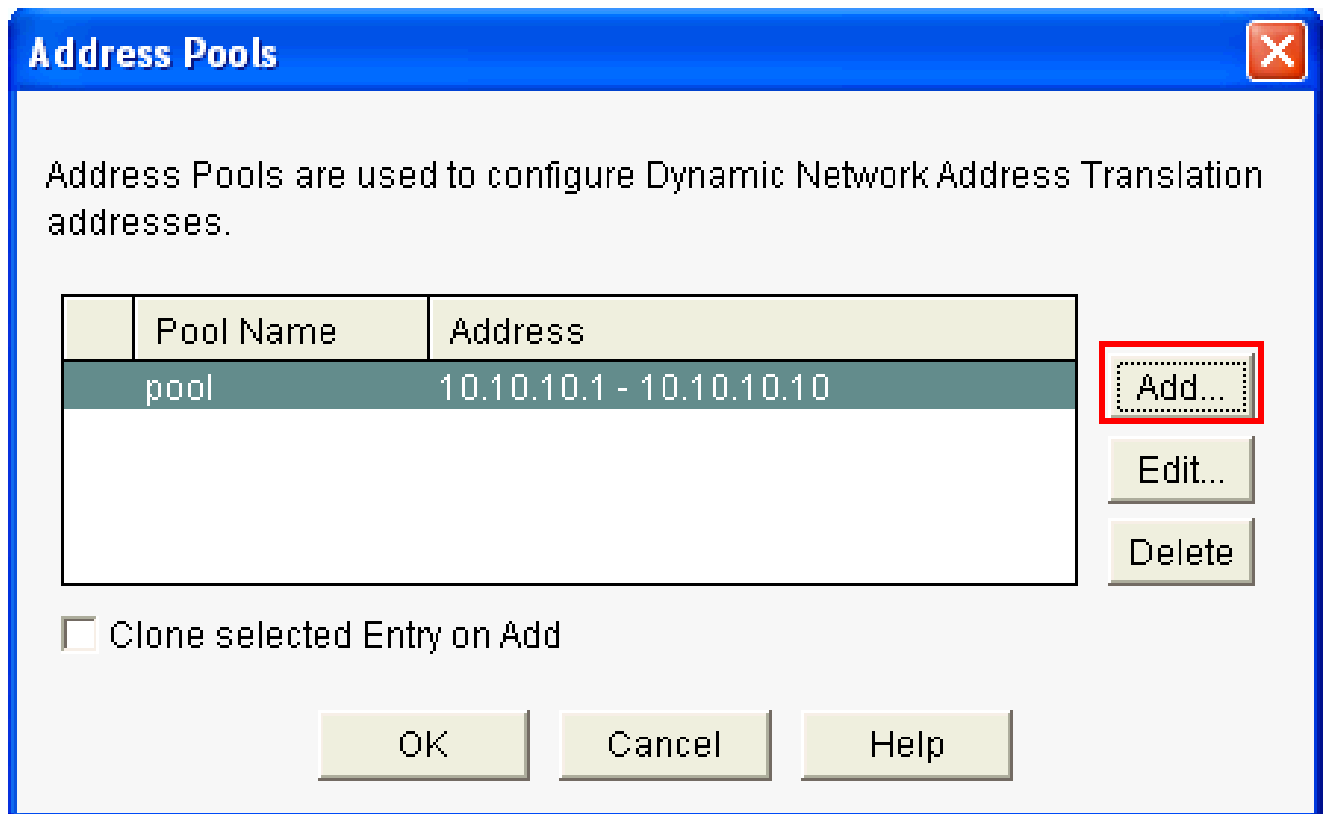 Address Pools
Address Pools are used to configure Dynamic Network Address Translation
addresses.
Pool Name Address
pool 10.10.10.1 - 10.10.10.10
Add...
Edit...
Delete
Clone selected Entry on Add
OK Cancel Help